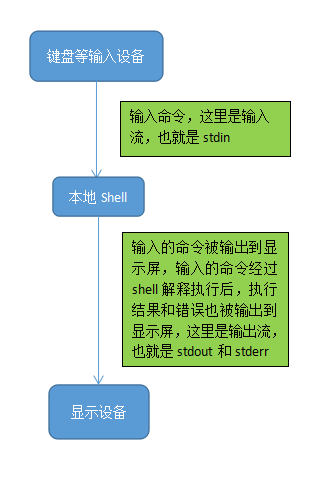 键盘等输入设备
输入命令，这里是输入
流，也就是 stdin
本地 Shell
输入的命令被输出到显
示屏，输入的命令经过
shell 解释执行后，执行
结果和错误也被输出到
显示屏，这里是输出流，
也就是 stdout 和 stderr
显示设备